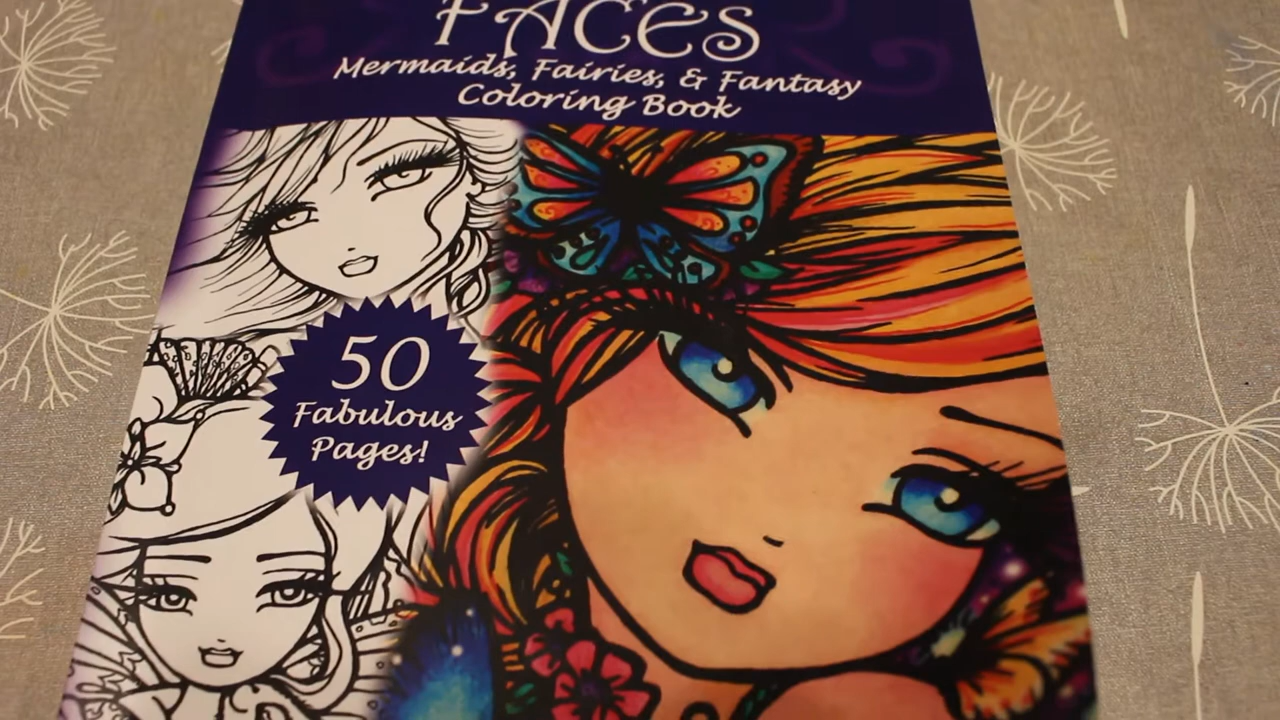 FACES
Mermaids, Fairies, & Fantasy
Coloring Book
50
Fabulous
Pages!